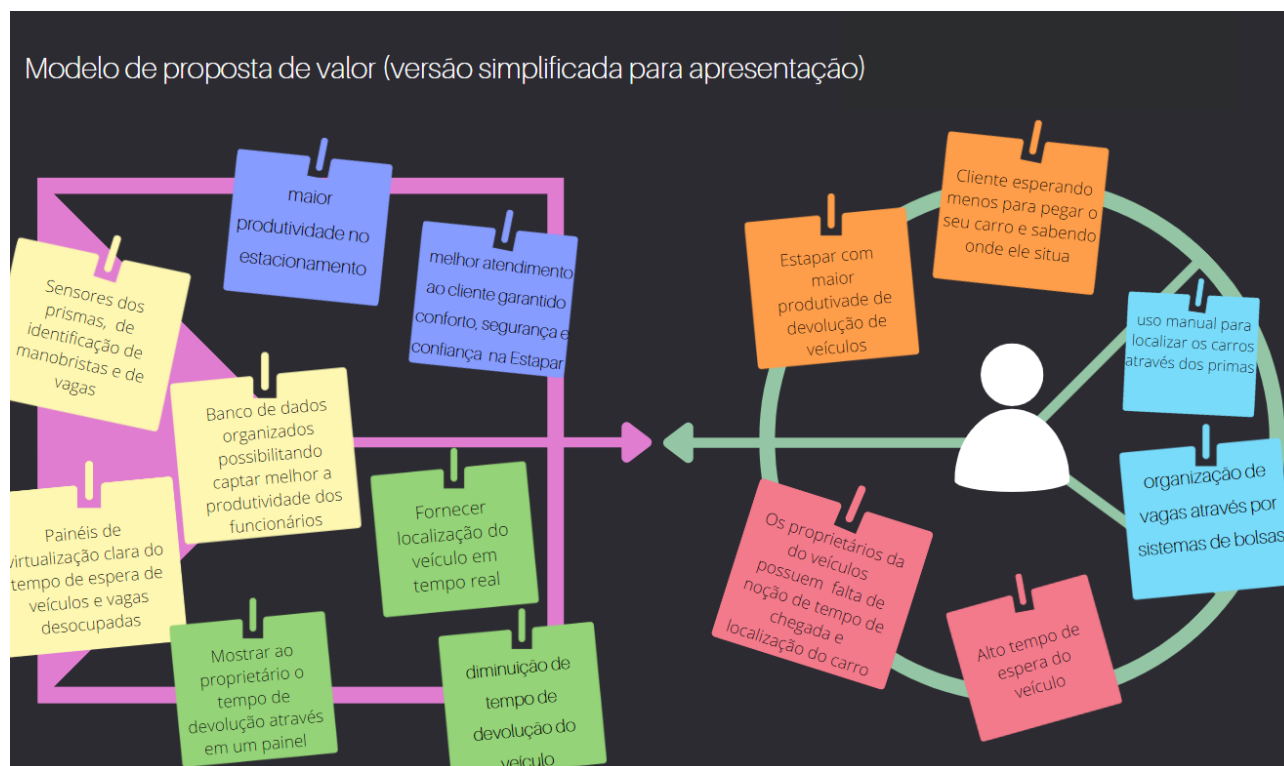 Modelo de proposta de valor (versão simplificada para apresentação)
maior
produtividade no
estacionamento
melhor atendimento
ao cliente garantido
conforto, segurança e
confiança na Estapar
Sensores dos
prismas, de
identificação de
manobristas e de
vagas
Banco de dados
organizados
possibilitando
captar melhor a
produtividade dos
funcionários
Painéis de
virtualização clara do
tempo de espera de
veículos e vagas
desocupadas
Fornecer
localização do
veículo em
tempo real
Mostrar ao
proprietário o
tempo de
devolução através
em um painel
diminuição de
tempo de
devolução do
veículo
Cliente esperando
menos para pegar o
seu carro e sabendo
onde ele situa
Estapar com
maior
produtivade de
devolução de
veículos
uso manual para
localizar os carros
através dos primas
organização de
vagas através por
sistemas de bolsas
Os proprietários da
do veículos
possuem falta de
noção de tempo de
chegada e
localização do carro
Alto tempo de
espera do
veículo